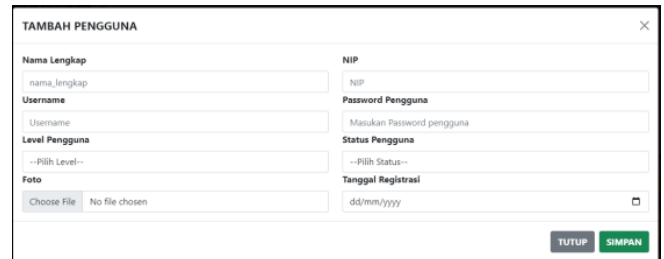 TAMBAH PENGGUNA
Nama Lengkap NIP
nama_lengkap NIP
Username Password Pengguna
Username Masukan Password pengguna
Level Pengguna Status Pengguna
--Pilih Level-- --Pilih Status--
Foto Tanggal Registrasi
Choose File No file chosen dd/mm/yyyy
TUTUP SIMPAN